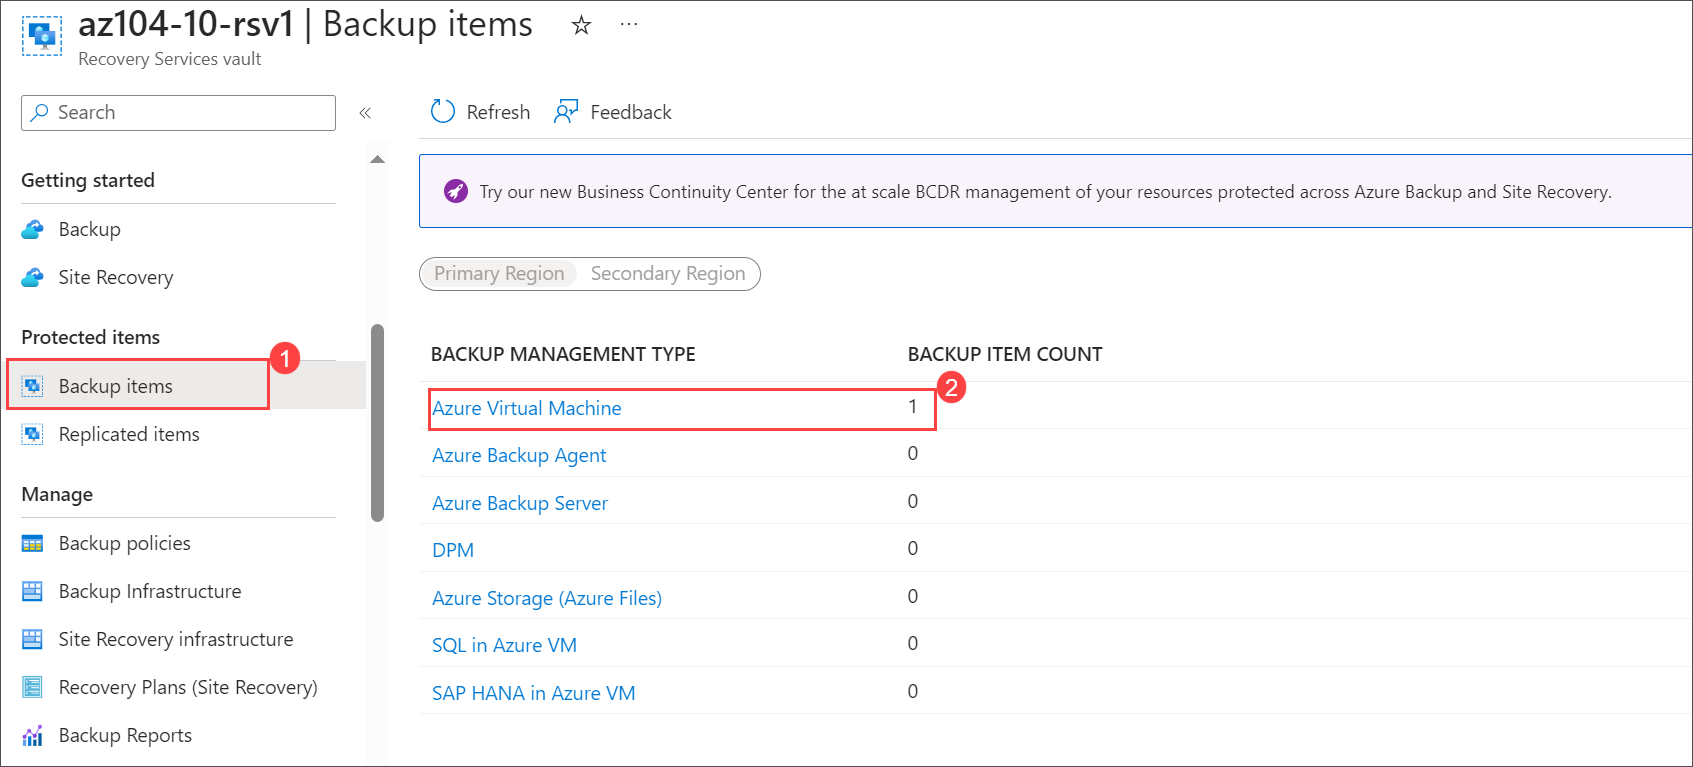 az104-10-rsv1 | Backup items
Recovery Services vault
Search
Getting started
Backup
Site Recovery
Protected items
1
Backup items
Replicated items
Manage
Backup policies
Backup Infrastructure
Site Recovery infrastructure
Recovery Plans (Site Recovery)
Backup Reports
Refresh Feedback
Try our new Business Continuity Center for the at scale BCDR management of your resources protected across Azure Backup and Site Recovery.
Primary Region Secondary Region
BACKUP MANAGEMENT TYPE BACKUP ITEM COUNT
2
Azure Virtual Machine 1
Azure Backup Agent 0
Azure Backup Server 0
DPM 0
Azure Storage (Azure Files) 0
SQL in Azure VM 0
SAP HANA in Azure VM 0